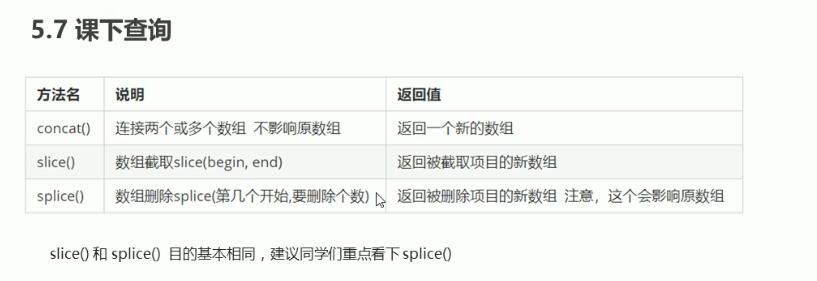 5.7 课下查询
方法名 说明 返回值
concat() 连接两个或多个数组 不影响原数组 返回一个新的数组
slice() 数组截取slice(begin, end) 返回被截取项目的新数组
splice() 数组删除splice(第几个开始,要删除个数) 返回被删除项目的新数组 注意，这个会影响原数组
slice() 和 splice() 目的基本相同，建议同学们重点看下 splice()